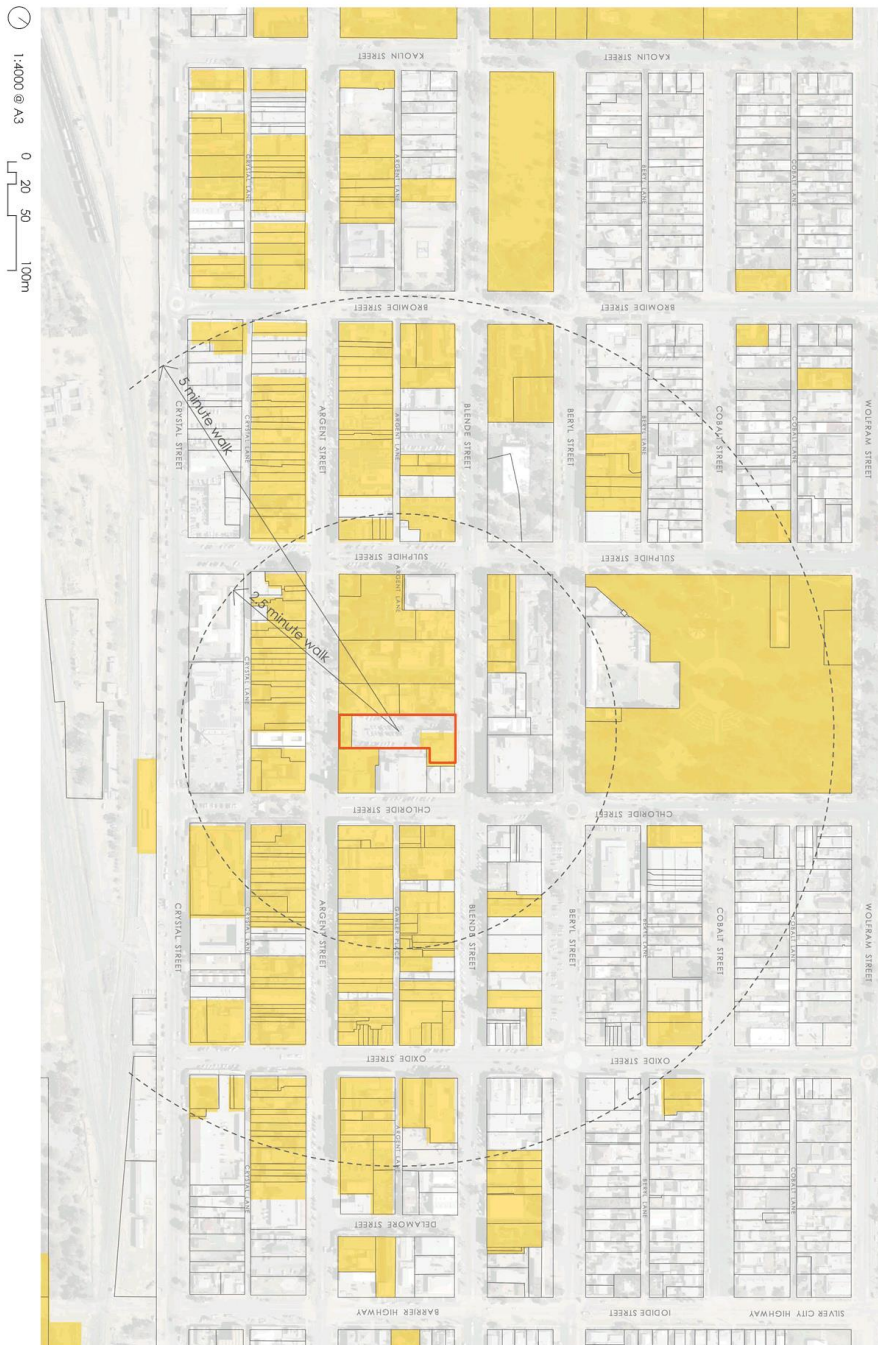 1:4000 @ A3
0 20 50 100m
KAOLIN STREET
KAOLIN STREET
CRYSTAL LANE
ARGENT LANE
BERYL LANE
COBALT LANE
BROMIDE STREET
BROMIDE STREET
5 minute walk
CRYSTAL STREET
CRYSTAL LANE
ARGENT STREET
ARGENT LANE
BLENDE STREET
BERYL STREET
BERYL LANE
COBALT STREET
COBALT LANE
WOLFRAM STREET
SULPHIDE STREET
SULPHIDE STREET
2.5 minute walk
CRYSTAL LANE
ARGENT LANE
CHLORIDE STREET
CHLORIDE STREET
CRYSTAL STREET
CRYSTAL LANE
ARGENT STREET
GAWLER PLACE
BLENDE STREET
BERYL STREET
BERYL LANE
COBALT STREET
COBALT LANE
WOLFRAM STREET
OXIDE STREET
OXIDE STREET
CRYSTAL LANE
ARGENT LANE
BERYL LANE
COBALT LANE
DELAMORE STREET
BARRIER HIGHWAY
IODIDE STREET
SILVER CITY HIGHWAY